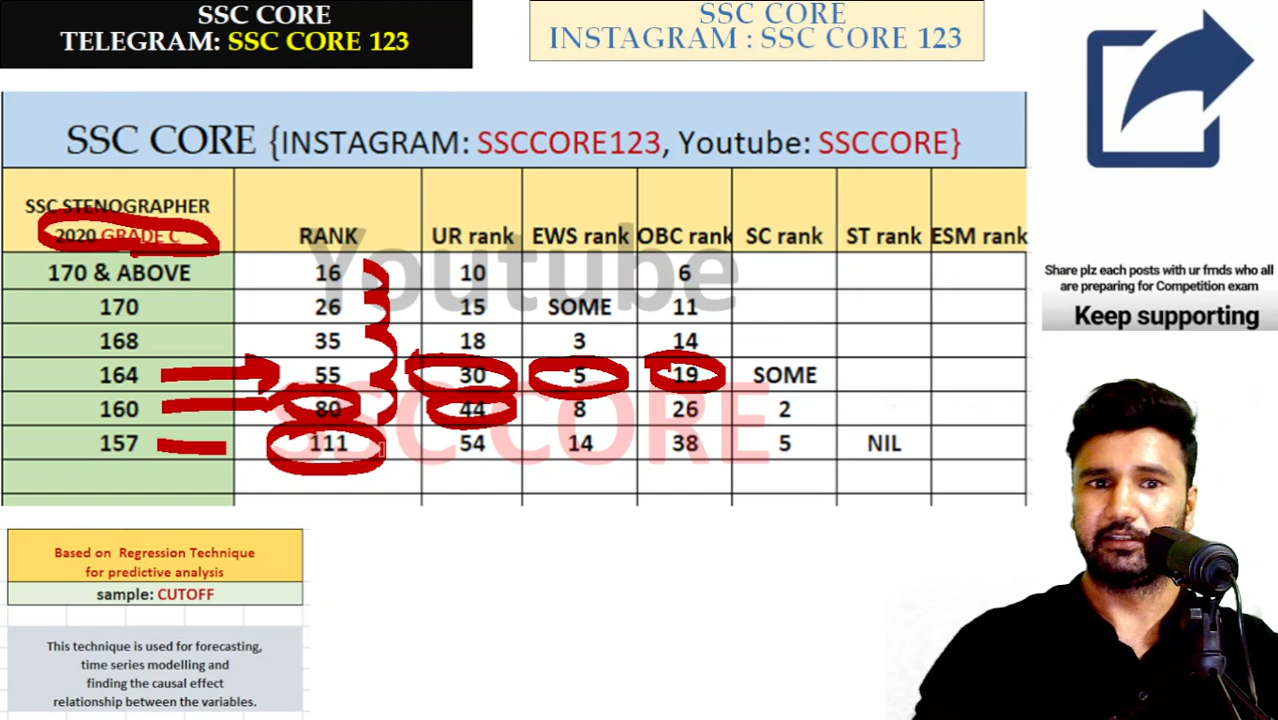 SSC CORE
TELEGRAM: SSC CORE 123
SSC CORE
INSTAGRAM : SSC CORE 123
SSC CORE {INSTAGRAM: SSCCORE123, Youtube: SSCCORE}
SSC STENOGRAPHER
2020 GRADE C
RANK
UR rank
EWS rank
OBC rank
SC rank
ST rank
ESM rank
170 & ABOVE 16 10 6
170 26 15 SOME 11
168 35 18 3 14
164 55 30 5 19 SOME
160 80 44 8 26 2
157 111 54 14 38 5 NIL
Youtube
SSC CORE
Share plz each posts with ur frnds who all
are preparing for Competition exam
Keep supporting
Based on Regression Technique
for predictive analysis
sample: CUTOFF
This technique is used for forecasting,
time series modelling and
finding the causal effect
relationship between the variables.